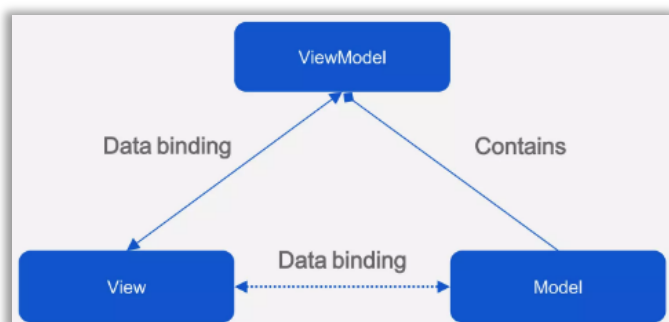 ViewModel
Data binding
Contains
Data binding
View
Model